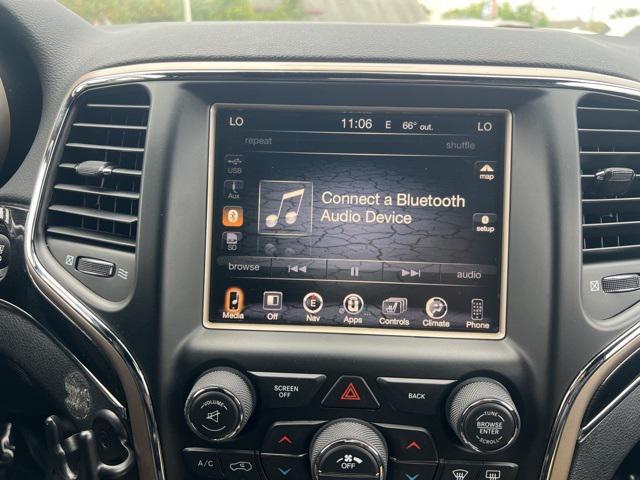 LO 11:06 E 66° out. LO
repeat shuffle
USB
map
Aux
Connect a Bluetooth
Audio Device
setup
SD
browse audio
Media Off Nav Apps Controls Climate Phone
E
SCREEN
OFF
BACK
VOLUME
TUNE
BROWSE
ENTER
SCROLL
A/C
OFF